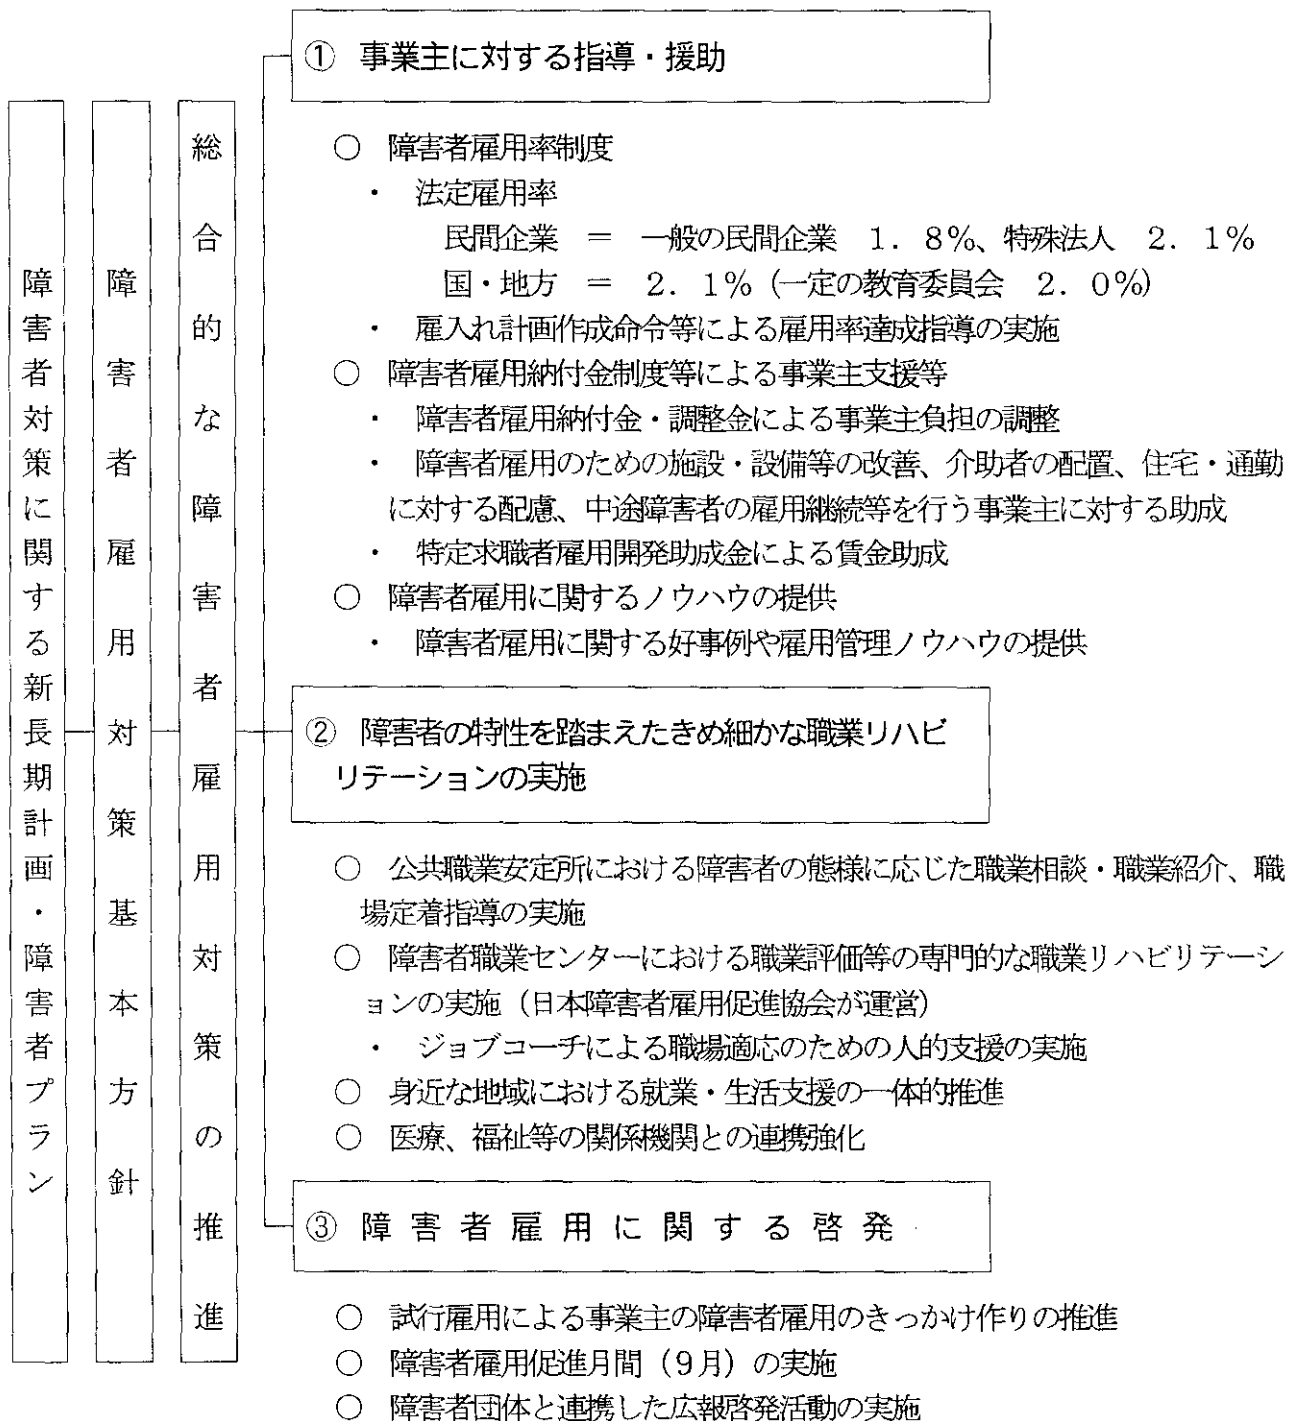 障害者対策に関する新長期計画・障害者プラン
障害者雇用対策基本方針
総合的な障害者雇用対策の推進
① 事業主に対する指導・援助
○ 障害者雇用率制度
・ 法定雇用率
民間企業 = 一般の民間企業 1.8%、特殊法人 2.1%
国・地方 = 2.1%(一定の教育委員会 2.0%)
・ 雇入れ計画作成命令等による雇用率達成指導の実施
○ 障害者雇用納付金制度等による事業主支援等
・ 障害者雇用納付金・調整金による事業主負担の調整
・ 障害者雇用のための施設・設備等の改善、介助者の配置、住宅・通勤
に対する配慮、中途障害者の雇用継続等を行う事業主に対する助成
・ 特定求職者雇用開発助成金による賃金助成
○ 障害者雇用に関するノウハウの提供
・ 障害者雇用に関する好事例や雇用管理ノウハウの提供
② 障害者の特性を踏まえたきめ細かな職業リハビ
リテーションの実施
○ 公共職業安定所における障害者の態様に応じた職業相談・職業紹介、職
場定着指導の実施
○ 障害者職業センターにおける職業評価等の専門的な職業リハビリテーシ
ョンの実施(日本障害者雇用促進協会が運営)
・ ジョブコーチによる職場適応のための人的支援の実施
○ 身近な地域における就業・生活支援の一体的推進
○ 医療、福祉等の関係機関との連携強化
③ 障害者雇用に関する啓発
○ 試行雇用による事業主の障害者雇用のきっかけ作りの推進
○ 障害者雇用促進月間(9月)の実施
○ 障害者団体と連携した広報啓発活動の実施